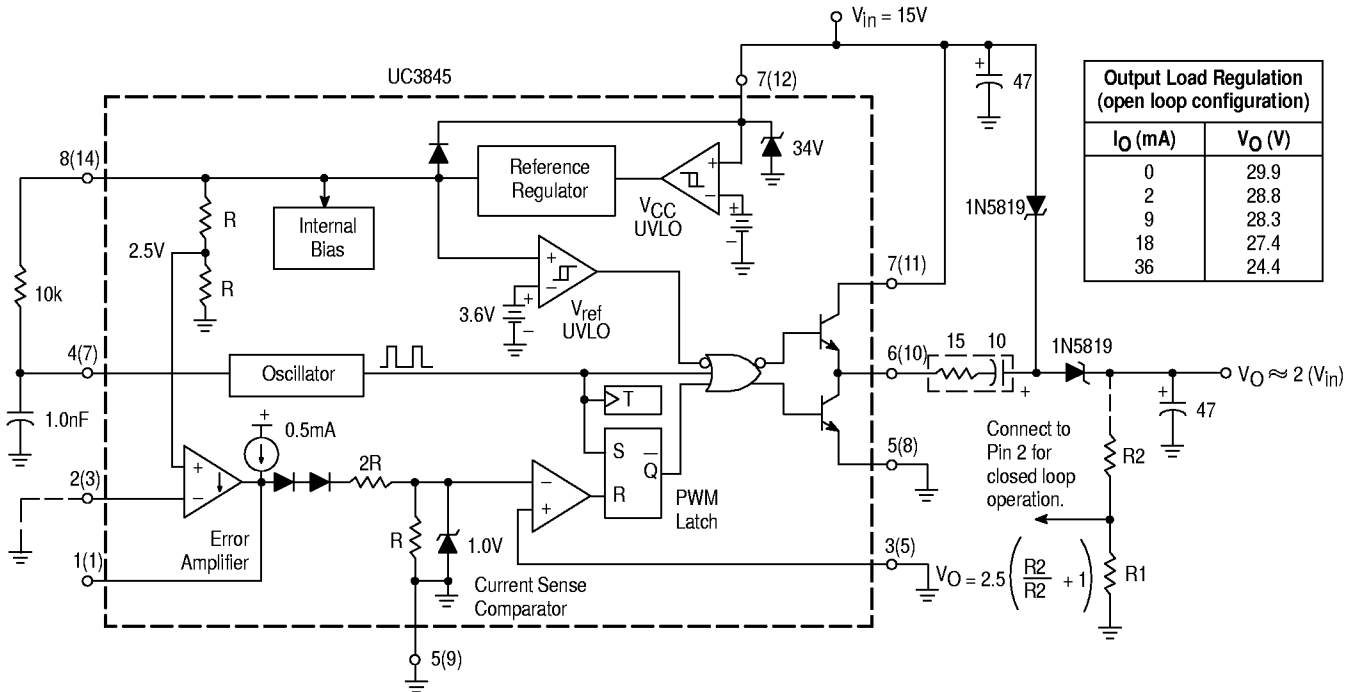 Vin = 15V
UC3845
7(12)
+
47
Output Load Regulation
(open loop configuration)
IO (mA)
VO (V)
0
29.9
2
28.8
9
28.3
18
27.4
36
24.4
8(14)
Reference
Regulator
+
−
34V
VCC
UVLO
+
−
R
Internal
Bias
2.5V
R
1N5819
10k
+
−
3.6V
+
−
Vref
UVLO
7(11)
4(7)
Oscillator
6(10)
15
10
+
1N5819
VO ≈ 2 (Vin)
+
47
T
1.0nF
+
0.5mA
Connect to
Pin 2 for
closed loop
operation.
R2
2(3)
+
−
2R
−
+
S
Q
R
5(8)
PWM
Latch
Error
Amplifier
R
1.0V
1(1)
3(5)
Current Sense
Comparator
VO = 2.5 ( R2 / R2 + 1 )
R1
5(9)